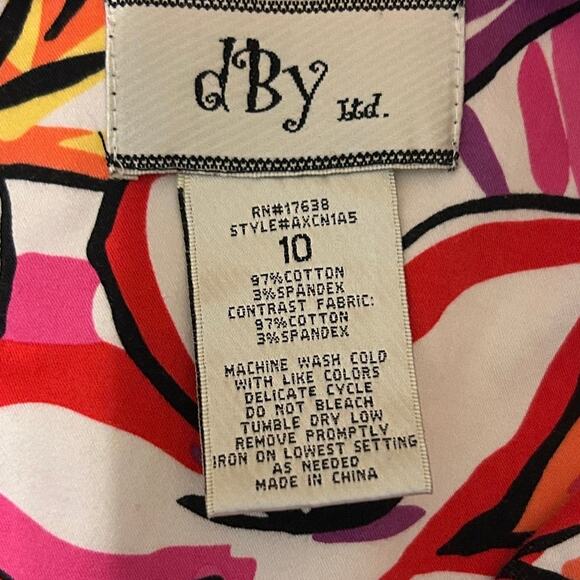 dBy Ltd.
RN#17638
STYLE#AXCN1A5
10
97%COTTON
3%SPANDEX
CONTRAST FABRIC:
97%COTTON
3%SPANDEX
MACHINE WASH COLD
WITH LIKE COLORS
DELICATE CYCLE
DO NOT BLEACH
TUMBLE DRY LOW
REMOVE PROMPTLY
IRON ON LOWEST SETTING
AS NEEDED
MADE IN CHINA